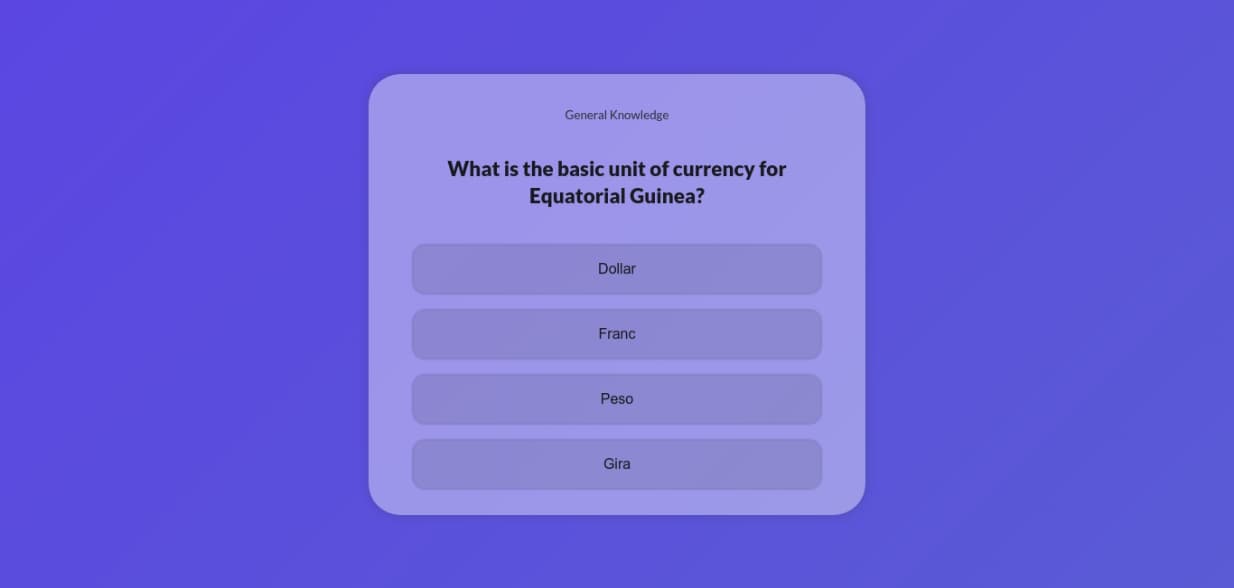 General Knowledge
What is the basic unit of currency for
Equatorial Guinea?
Dollar
Franc
Peso
Gira